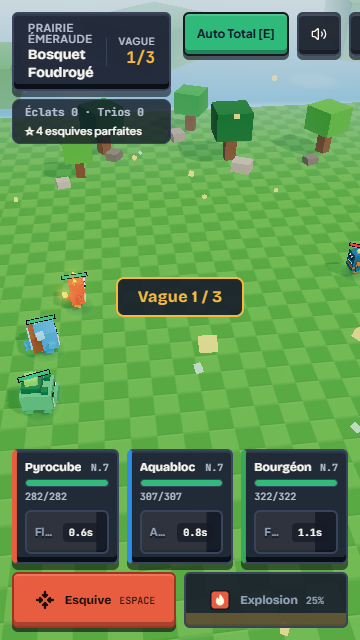 PRAIRIE
ÉMERAUDE
Bosquet
Foudroyé
VAGUE
1/3
Auto Total [E]
Éclats 0 · Trios 0
☆ 4 esquives parfaites
Vague 1 / 3
Pyrocube N.7
282/282
Fl… 0.6s
Aquabloc N.7
307/307
A… 0.8s
Bourgéon N.7
322/322
F… 1.1s
Esquive ESPACE
Explosion 25%